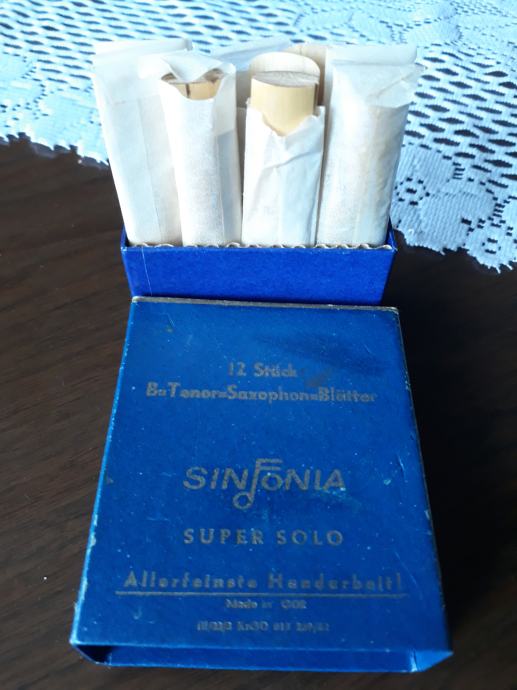 12 Stück
B=Tenor=Saxophon=Blätter
SINFONIA
SUPER SOLO
Allerfeinste Handarbeit!
Made in GDR